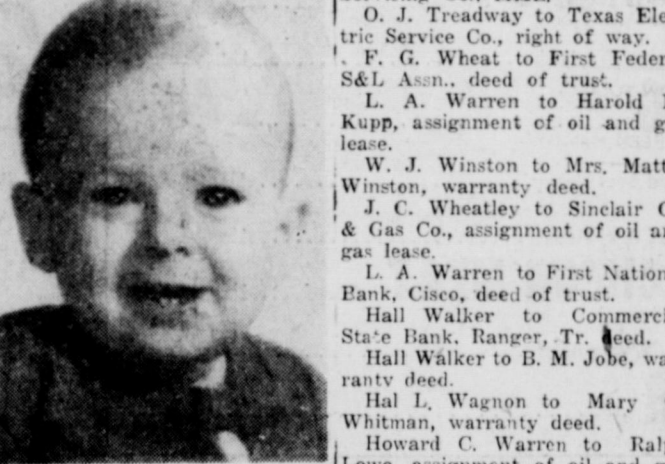 O. J. Treadway to Texas Ele
tric Service Co., right of way.
F. G. Wheat to First Feder
S&L Assn., deed of trust.
L. A. Warren to Harold
Kupp, assignment of oil and g
lease.
W. J. Winston to Mrs. Matt
Winston, warranty deed.
J. C. Wheatley to Sinclair
& Gas Co., assignment of oil a
gas lease.
L. A. Warren to First Nation
Bank, Cisco, deed of trust.
Hall Walker to Commerc
State Bank, Ranger, Tr. deed.
Hall Walker to B. M. Jobe, wa
ranty deed.
Hal L. Wagnon to Mary
Whitman, warranty deed.
Howard C. Warren to Ral